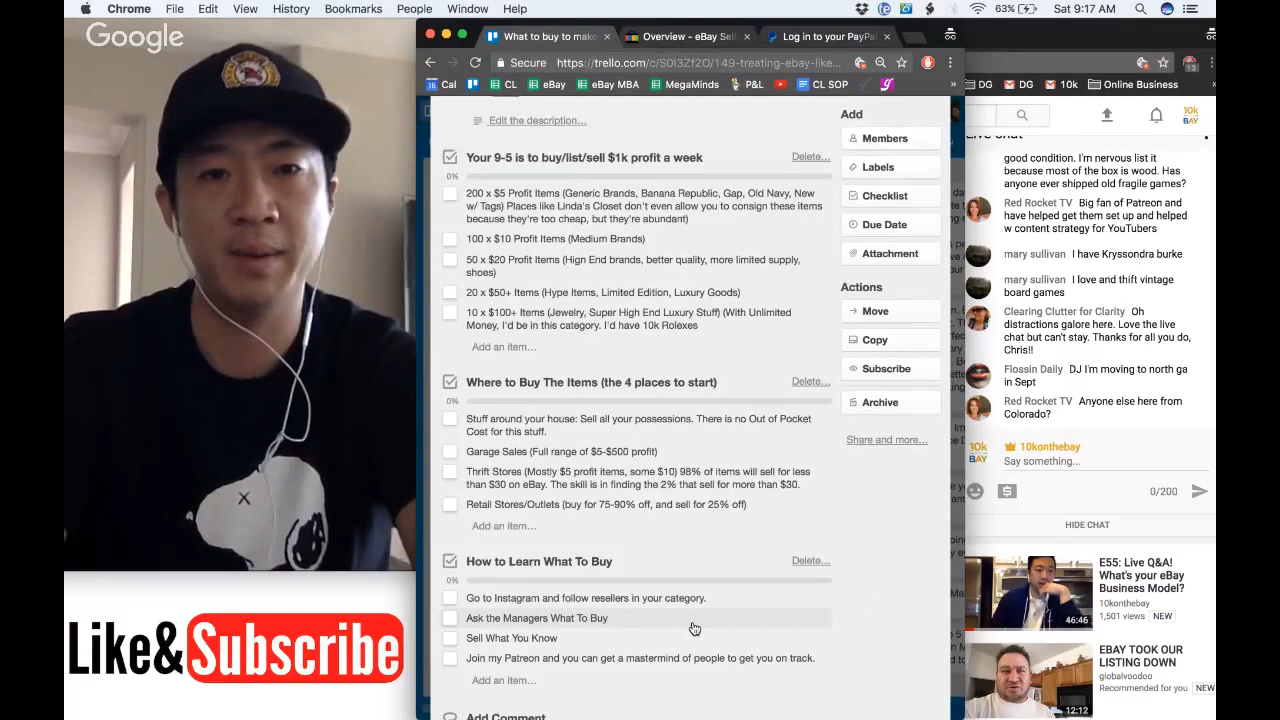 Chrome File Edit View History Bookmarks People Window Help
63% Sat 9:17 AM
Google
What to buy to make
Overview - eBay Sell
Log in to your PayPal
Secure https://trello.com/c/S0I3Zf2O/149-treating-ebay-like...
Cal CL eBay eBay MBA MegaMinds P&L CL SOP
DG DG 10k Online Business
Edit the description...
Your 9-5 is to buy/list/sell $1k profit a week
Delete...
0%
200 x $5 Profit Items (Generic Brands, Banana Republic, Gap, Old Navy, New
w/ Tags) Places like Linda's Closet don't even allow you to consign these items
because they're too cheap, but they're abundant)
100 x $10 Profit Items (Medium Brands)
50 x $20 Profit Items (Hign End brands, better quality, more limited supply,
shoes)
20 x $50+ Items (Hype Items, Limited Edition, Luxury Goods)
10 x $100+ Items (Jewelry, Super High End Luxury Stuff) (With Unlimited
Money, I'd be in this category. I'd have 10k Rolexes
Add an item...
Where to Buy The Items (the 4 places to start)
Delete...
0%
Stuff around your house: Sell all your possessions. There is no Out of Pocket
Cost for this stuff.
Garage Sales (Full range of $5-$500 profit)
Thrift Stores (Mostly $5 profit items, some $10) 98% of items will sell for less
than $30 on eBay. The skill is in finding the 2% that sell for more than $30.
Retail Stores/Outlets (buy for 75-90% off, and sell for 25% off)
Add an item...
How to Learn What To Buy
Delete...
0%
Go to Instagram and follow resellers in your category.
Ask the Managers What To Buy
Sell What You Know
Join my Patreon and you can get a mastermind of people to get you on track.
Add an item...
Add Comment
Add
Members
Labels
Checklist
Due Date
Attachment
Actions
Move
Copy
Subscribe
Archive
Share and more...
10k
BAY
Live chat
good condition. I'm nervous list it
because most of the box is wood. Has
anyone ever shipped old fragile games?
Red Rocket TV Big fan of Patreon and
have helped get them set up and helped
w content strategy for YouTubers
mary sullivan I have Kryssondra burke
mary sullivan I love and thrift vintage
board games
Clearing Clutter for Clarity Oh
distractions galore here. Love the live
chat but can't stay. Thanks for all you do,
Chris!!
Flossin Daily DJ I'm moving to north ga
in Sept
Red Rocket TV Anyone else here from
Colorado?
10k
BAY
10konthebay
Say something...
0/200
HIDE CHAT
E55: Live Q&A!
What's your eBay
Business Model?
10konthebay
1,501 views NEW
46:46
EBAY TOOK OUR
LISTING DOWN
globalvoodoo
Recommended for you NEW
12:12
Like&Subscribe